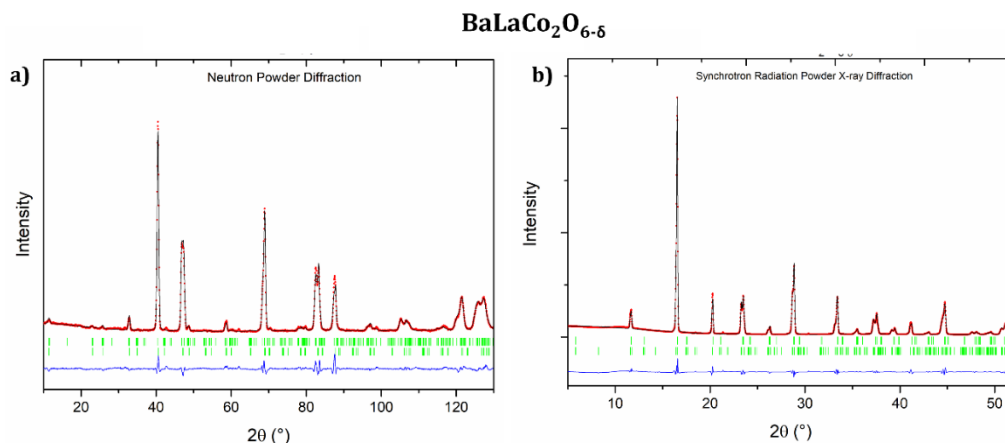 BaLaCo₂O₆₋δ
a)
Neutron Powder Diffraction
Intensity
20
40
60
80
100
120
2θ (°)
b)
Synchrotron Radiation Powder X-ray Diffraction
Intensity
10
20
30
40
50
2θ (°)